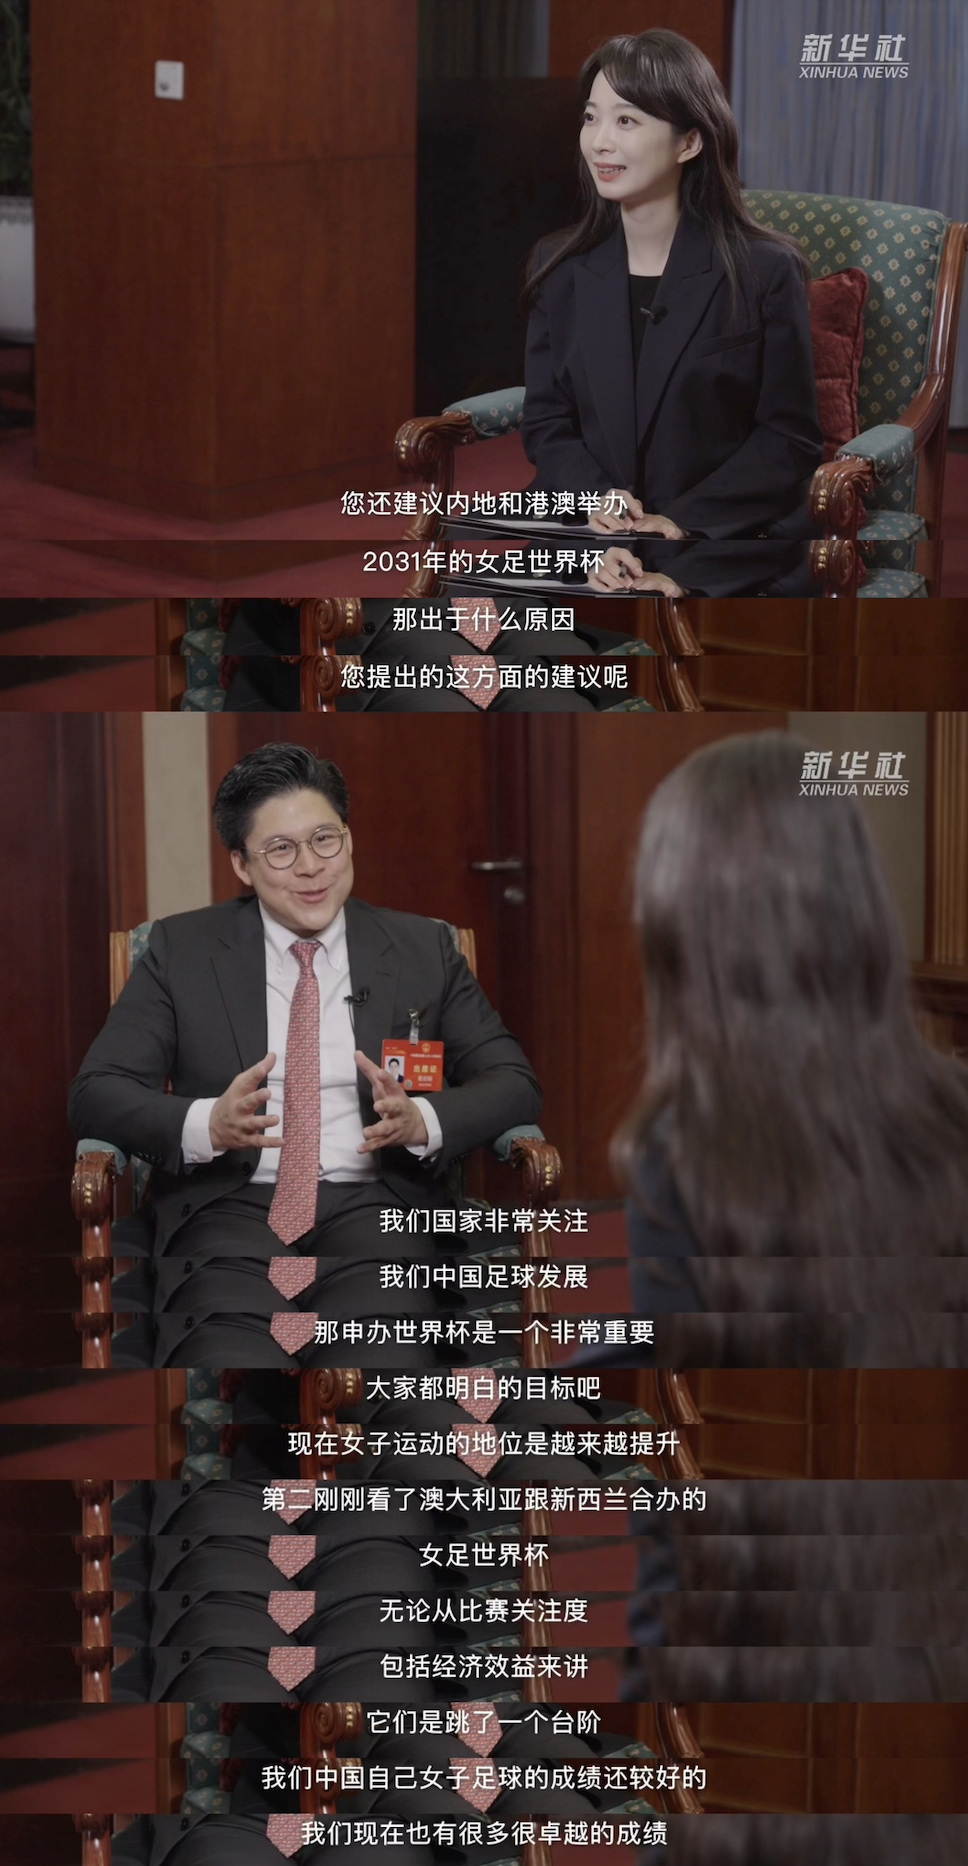 新华社
XINHUA NEWS
您还建议内地和港澳举办
2031年的女足世界杯
那出于什么原因
您提出的这方面的建议呢
新华社
XINHUA NEWS
出席证
我们国家非常关注
我们中国足球发展
那申办世界杯是一个非常重要
大家都明白的目标吧
现在女子运动的地位是越来越提升
第二刚刚看了澳大利亚跟新西兰合办的
女足世界杯
无论从比赛关注度
包括经济效益来讲
它们是跳了一个台阶
我们中国自己女子足球的成绩还较好的
我们现在也有很多很卓越的成绩